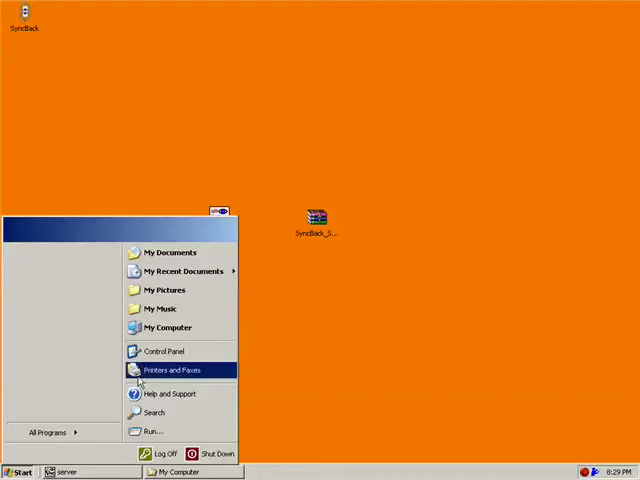 SyncBack
SyncBack_S...
My Documents
My Recent Documents
My Pictures
My Music
My Computer
Control Panel
Printers and Faxes
Help and Support
Search
Run...
All Programs
Log Off
Shut Down
Start
server
My Computer
8:29 PM